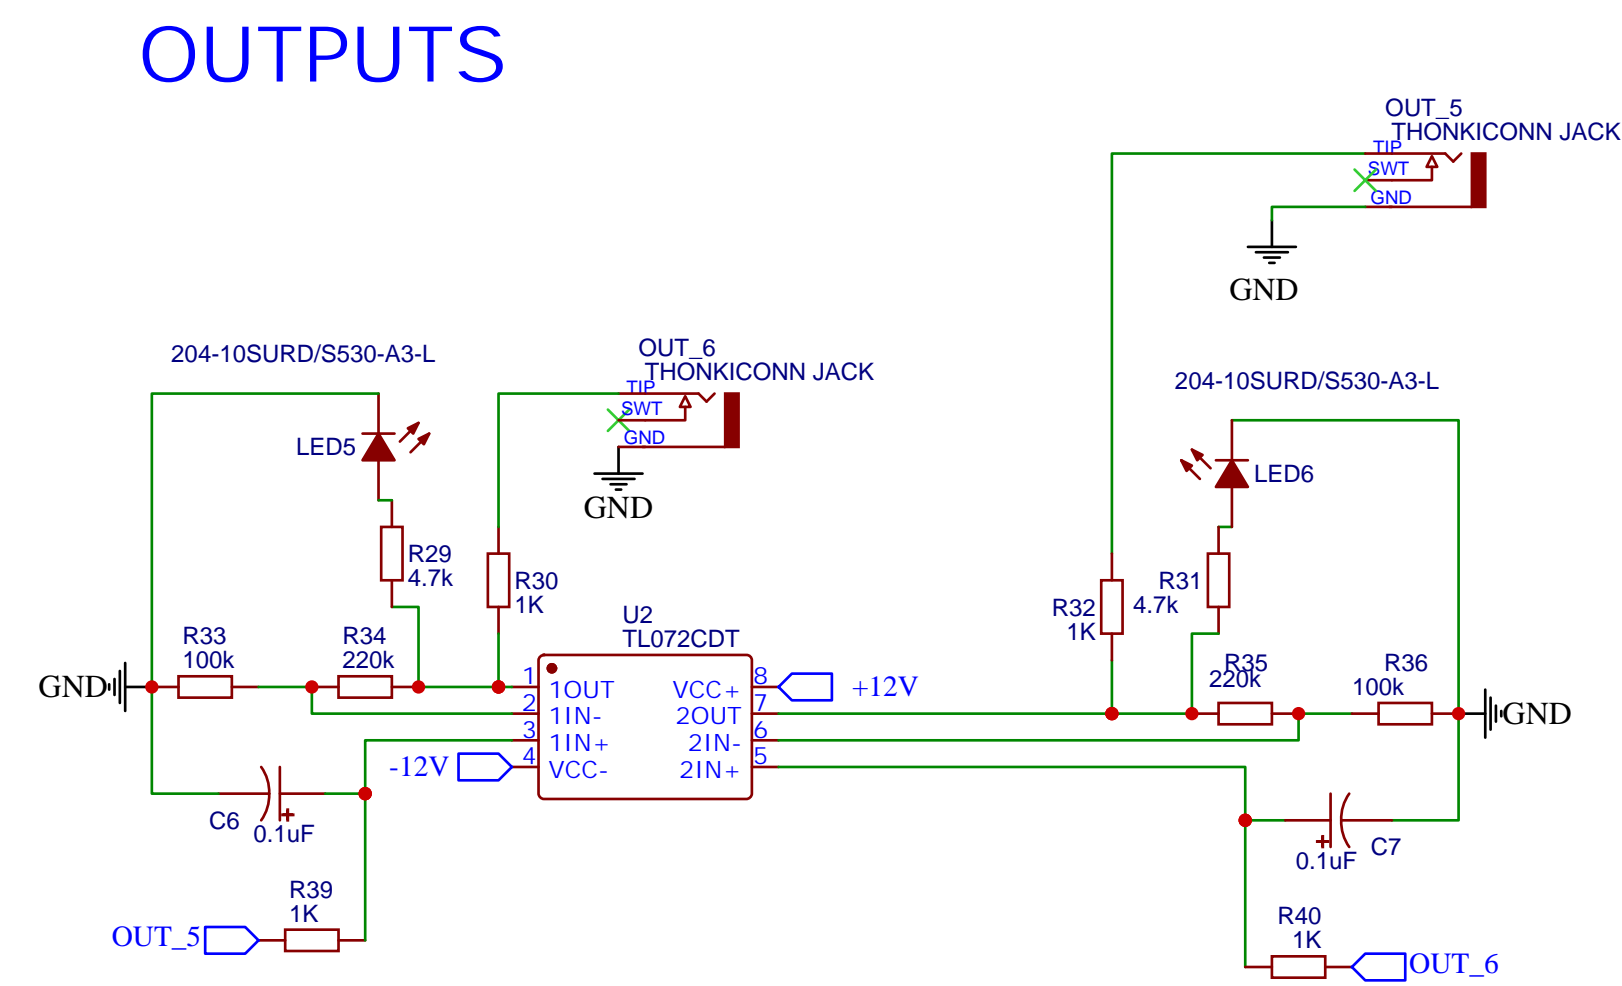 OUTPUTS
OUT_5
THONKICONN JACK
TIP
SWT
GND
GND
204-10SURD/S530-A3-L
LED5
OUT_6
THONKICONN JACK
TIP
SWT
GND
GND
204-10SURD/S530-A3-L
LED6
R29
4.7k
R30
1K
R31
4.7k
R32
1K
U2
TL072CDT
R33
100k
R34
220k
R35
220k
R36
100k
GND
1
1OUT
2
1IN-
3
1IN+
4
VCC-
8
VCC+
7
2OUT
6
2IN-
5
2IN+
+12V
-12V
GND
C6
0.1uF
C7
0.1uF
R39
1K
OUT_5
R40
1K
OUT_6